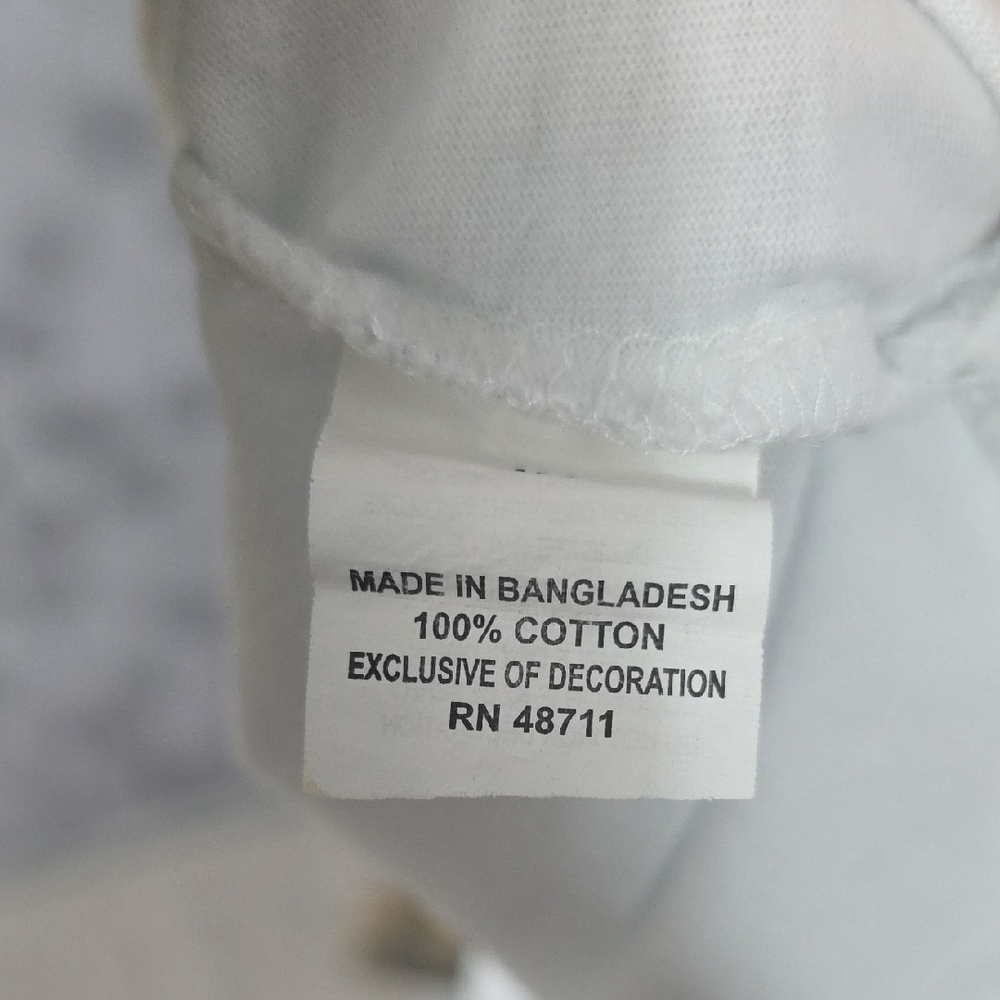 MADE IN BANGLADESH
100% COTTON
EXCLUSIVE OF DECORATION
RN 48711